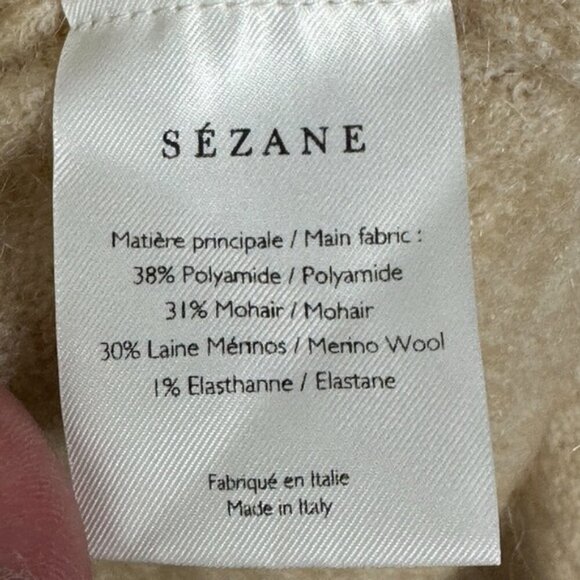 SÉZANE
Matière principale / Main fabric :
38% Polyamide / Polyamide
31% Mohair / Mohair
30% Laine Mérinos / Merino Wool
1% Elasthanne / Elastane
Fabriqué en Italie
Made in Italy